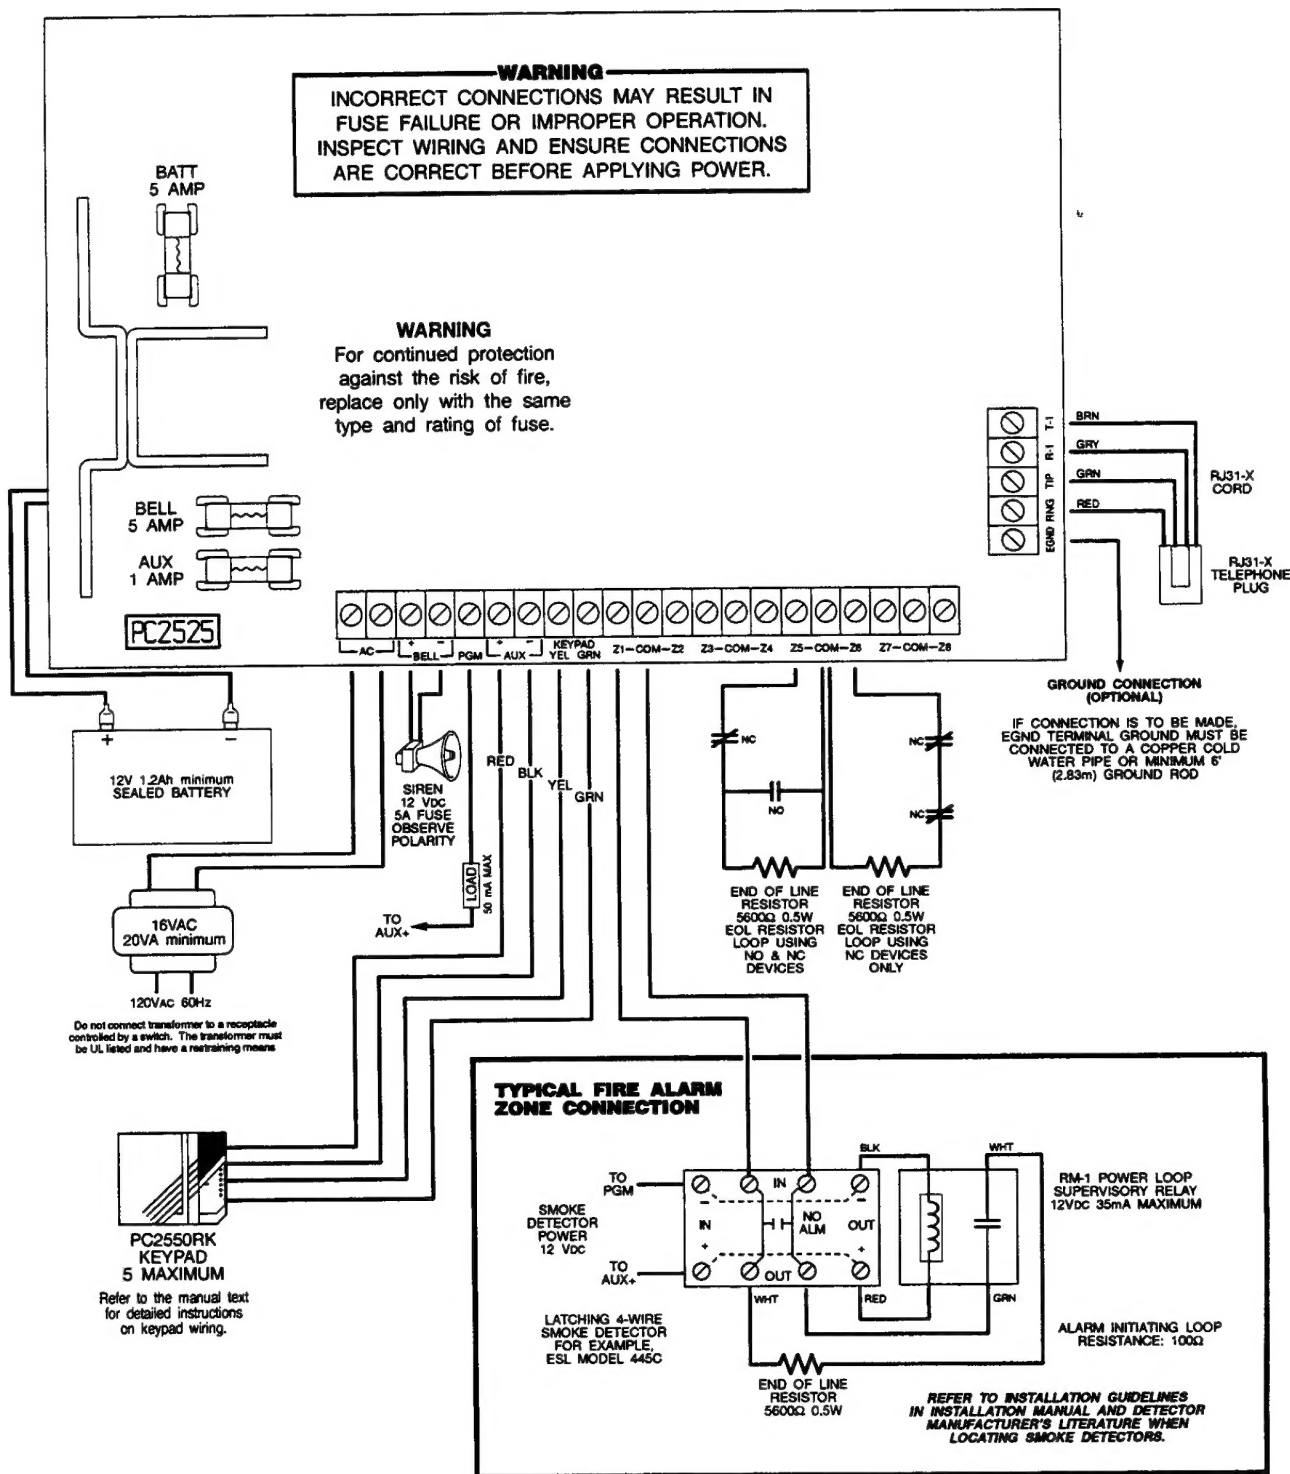 WARNING
INCORRECT CONNECTIONS MAY RESULT IN
FUSE FAILURE OR IMPROPER OPERATION.
INSPECT WIRING AND ENSURE CONNECTIONS
ARE CORRECT BEFORE APPLYING POWER.
BATT
5 AMP
WARNING
For continued protection
against the risk of fire,
replace only with the same
type and rating of fuse.
BELL
5 AMP
AUX
1 AMP
PC2525
T-1
R-1
TIP
RNG
EGND
BRN
GRY
GRN
RED
RJ31-X
CORD
RJ31-X
TELEPHONE
PLUG
AC
+ −
BELL
PGM
+ −
AUX
KEYPAD
YEL GRN
Z1–COM–Z2
Z3–COM–Z4
Z5–COM–Z6
Z7–COM–Z8
GROUND CONNECTION
(OPTIONAL)
IF CONNECTION IS TO BE MADE,
EGND TERMINAL GROUND MUST BE
CONNECTED TO A COPPER COLD
WATER PIPE OR MINIMUM 6'
(2.83m) GROUND ROD
+ −
12V 1.2Ah minimum
SEALED BATTERY
SIREN
12 VDC
5A FUSE
OBSERVE
POLARITY
RED
BLK
YEL
GRN
LOAD
50 mA MAX
TO
AUX+
NC
NO
NC
NC
END OF LINE
RESISTOR
5600Ω 0.5W
EOL RESISTOR
LOOP USING
NO & NC
DEVICES
END OF LINE
RESISTOR
5600Ω 0.5W
EOL RESISTOR
LOOP USING
NC DEVICES
ONLY
16VAC
20VA minimum
120VAC 60Hz
Do not connect transformer to a receptacle
controlled by a switch. The transformer must
be UL listed and have a restraining means
PC2550RK
KEYPAD
5 MAXIMUM
Refer to the manual text
for detailed instructions
on keypad wiring.
TYPICAL FIRE ALARM
ZONE CONNECTION
TO
PGM
SMOKE
DETECTOR
POWER
12 VDC
TO
AUX+
LATCHING 4-WIRE
SMOKE DETECTOR
FOR EXAMPLE,
ESL MODEL 445C
IN
− −
IN
NO
ALM
OUT
+ +
OUT
BLK
WHT
WHT
RED
GRN
RM-1 POWER LOOP
SUPERVISORY RELAY
12VDC 35mA MAXIMUM
ALARM INITIATING LOOP
RESISTANCE: 100Ω
END OF LINE
RESISTOR
5600Ω 0.5W
REFER TO INSTALLATION GUIDELINES
IN INSTALLATION MANUAL AND DETECTOR
MANUFACTURER'S LITERATURE WHEN
LOCATING SMOKE DETECTORS.